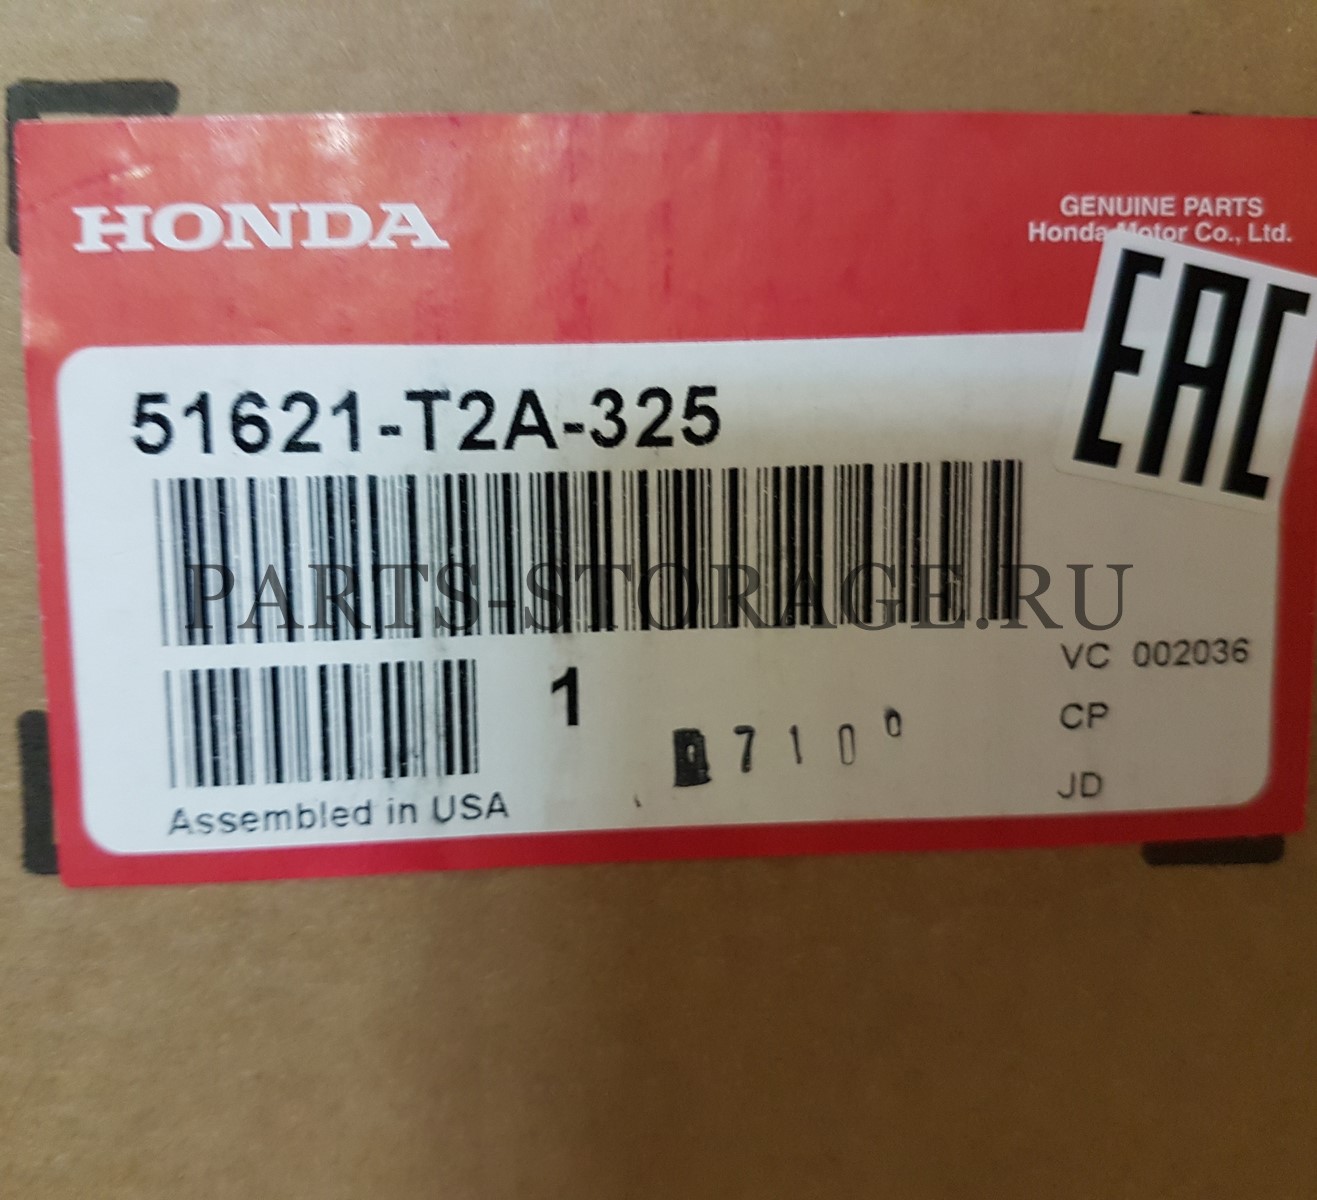 HONDA
GENUINE PARTS
Honda Motor Co., Ltd.
EAC
51621-T2A-325
PARTS-STORAGE.RU
VC 002036
1
7 1 0 0
CP
JD
Assembled in USA